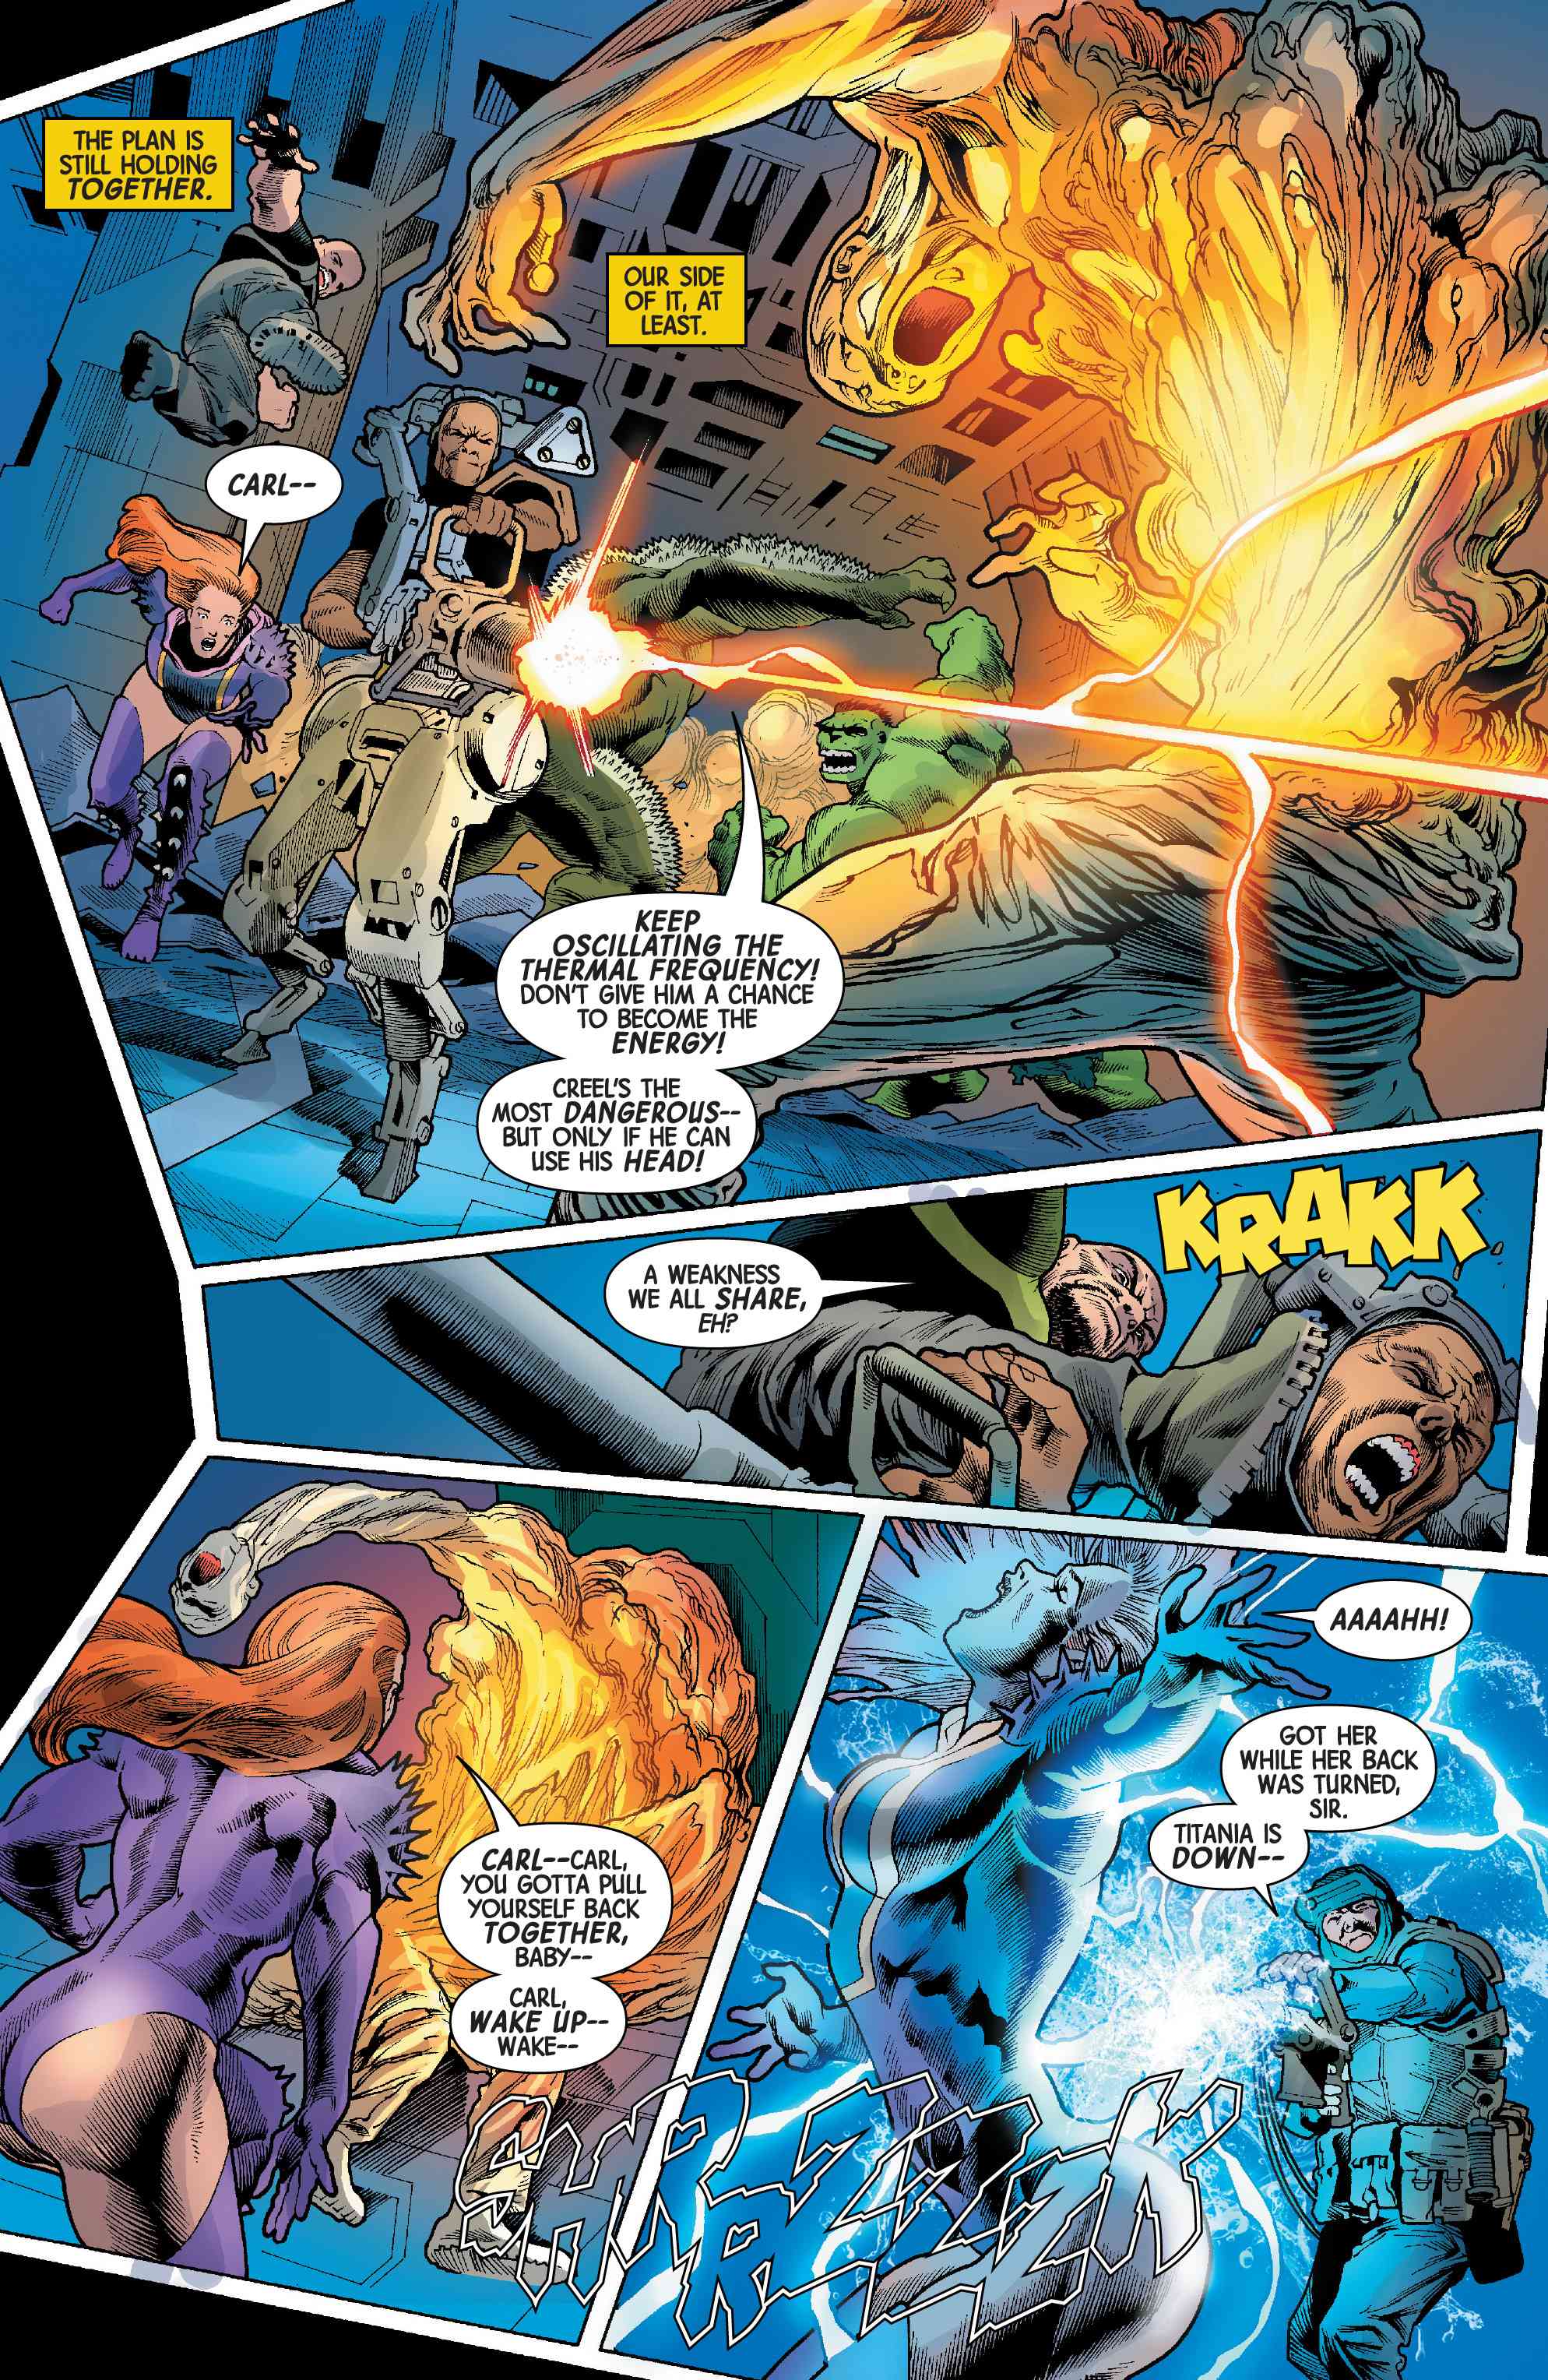 THE PLAN IS
STILL HOLDING
TOGETHER.
OUR SIDE
OF IT, AT
LEAST.
CARL--
KEEP
OSCILLATING THE
THERMAL FREQUENCY!
DON'T GIVE HIM A CHANCE
TO BECOME THE
ENERGY!
CREEL'S THE
MOST DANGEROUS--
BUT ONLY IF HE CAN
USE HIS HEAD!
KRAKK
A WEAKNESS
WE ALL SHARE,
EH?
CARL--CARL,
YOU GOTTA PULL
YOURSELF BACK
TOGETHER,
BABY--
CARL,
WAKE UP--
WAKE--
AAAAHH!
GOT HER
WHILE HER BACK
WAS TURNED,
SIR.
TITANIA IS
DOWN--